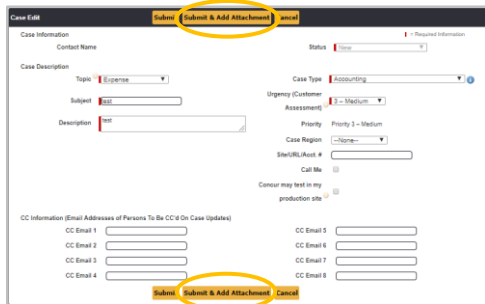 Case Edit Submi Submit & Add Attachment Cancel
Case Information = Required Information
Contact Name Status New
Case Description
Topic Expense Case Type Accounting
Subject test Urgency (Customer Assessment) 3 – Medium
Description test Priority Priority 3 – Medium
Case Region --None--
Site/URL/Acct. #
Call Me
Concur may test in my
production site
CC Information (Email Addresses of Persons To Be CC'd On Case Updates)
CC Email 1 CC Email 5
CC Email 2 CC Email 6
CC Email 3 CC Email 7
CC Email 4 CC Email 8
Submi Submit & Add Attachment Cancel